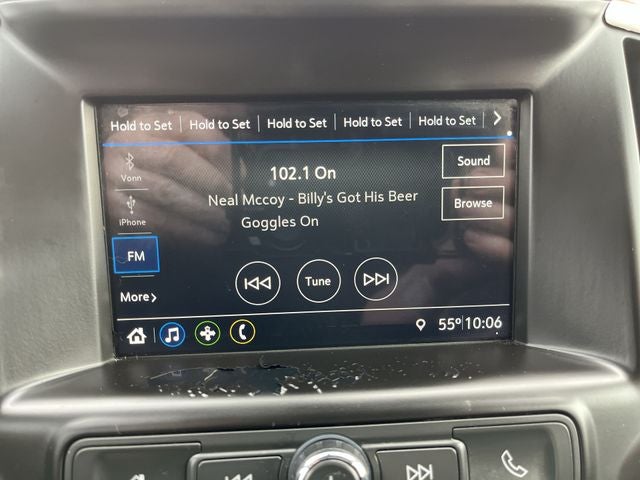 Hold to Set Hold to Set Hold to Set Hold to Set Hold to Set
Vonn
102.1 On
Sound
Neal Mccoy - Billy's Got His Beer
Goggles On
Browse
iPhone
FM
Tune
More
55° 10:06